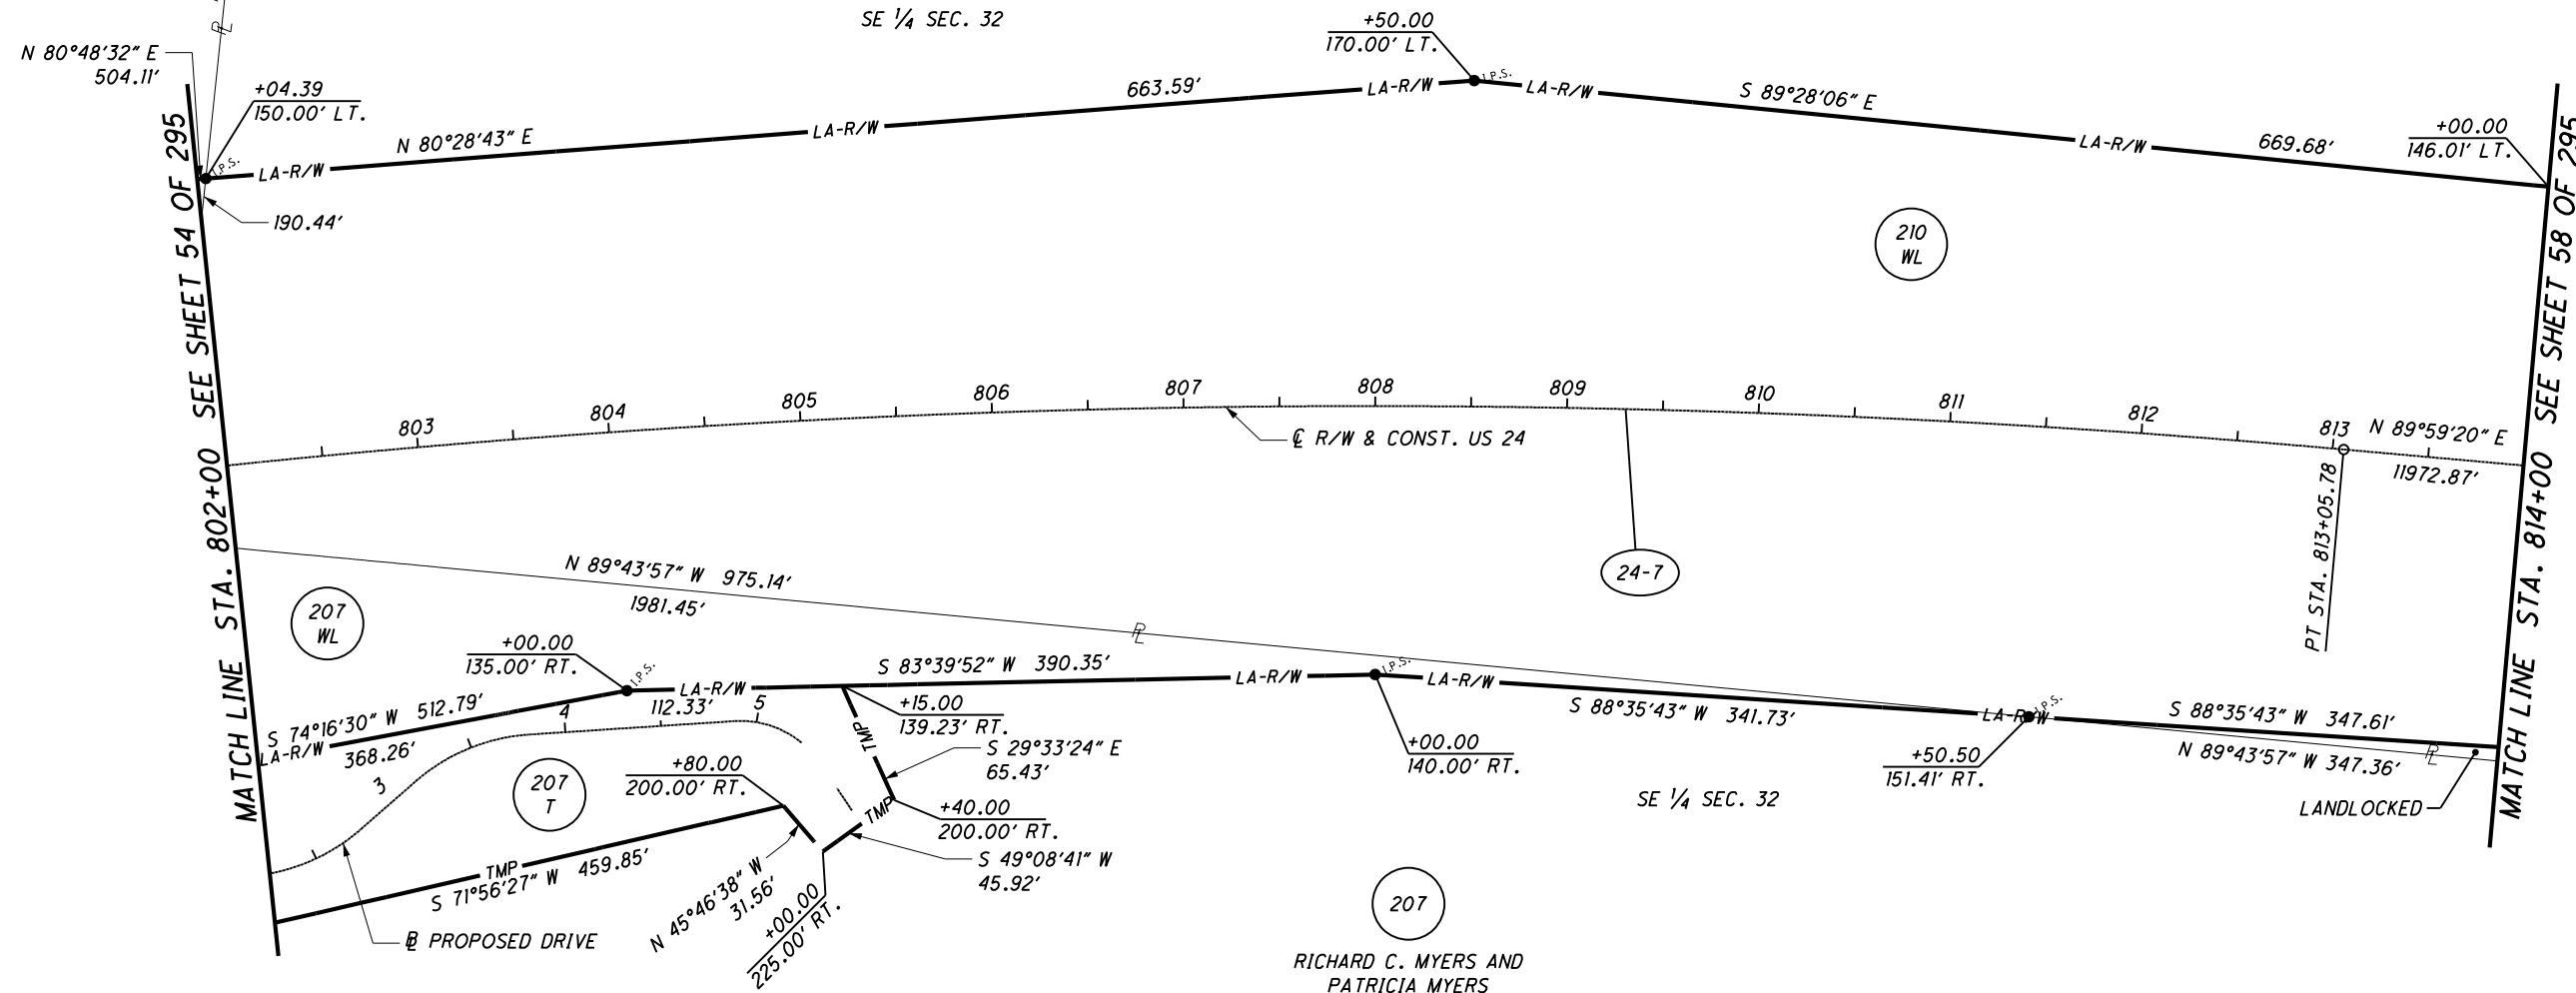 SE 1/4 SEC. 32
N 80°48'32" E
504.11'
PL
+04.39
150.00' LT.
I.P.S.
LA-R/W
N 80°28'43" E
LA-R/W
663.59'
LA-R/W
+50.00
170.00' LT.
I.P.S.
LA-R/W
S 89°28'06" E
LA-R/W
669.68'
+00.00
146.01' LT.
190.44'
210
WL
MATCH LINE STA. 802+00 SEE SHEET 54 OF 295
MATCH LINE STA. 814+00 SEE SHEET 58 OF 295
803
804
805
806
807
808
809
810
811
812
813
N 89°59'20" E
11972.87'
CL R/W & CONST. US 24
PT STA. 813+05.78
24-7
N 89°43'57" W 975.14'
1981.45'
PL
207
WL
+00.00
135.00' RT.
I.P.S.
LA-R/W
S 83°39'52" W 390.35'
LA-R/W
I.P.S.
LA-R/W
112.33'
S 74°16'30" W 512.79'
LA-R/W
368.26'
3
4
5
+15.00
139.23' RT.
TMP
S 29°33'24" E
65.43'
+00.00
140.00' RT.
S 88°35'43" W 341.73'
LA-R/W
I.P.S.
S 88°35'43" W 347.61'
N 89°43'57" W 347.36'
PL
+50.50
151.41' RT.
LANDLOCKED
SE 1/4 SEC. 32
207
T
+80.00
200.00' RT.
TMP
+40.00
200.00' RT.
S 49°08'41" W
45.92'
TMP
S 71°56'27" W 459.85'
N 45°46'38" W
31.56'
+00.00
225.00' RT.
BL PROPOSED DRIVE
207
RICHARD C. MYERS AND
PATRICIA MYERS